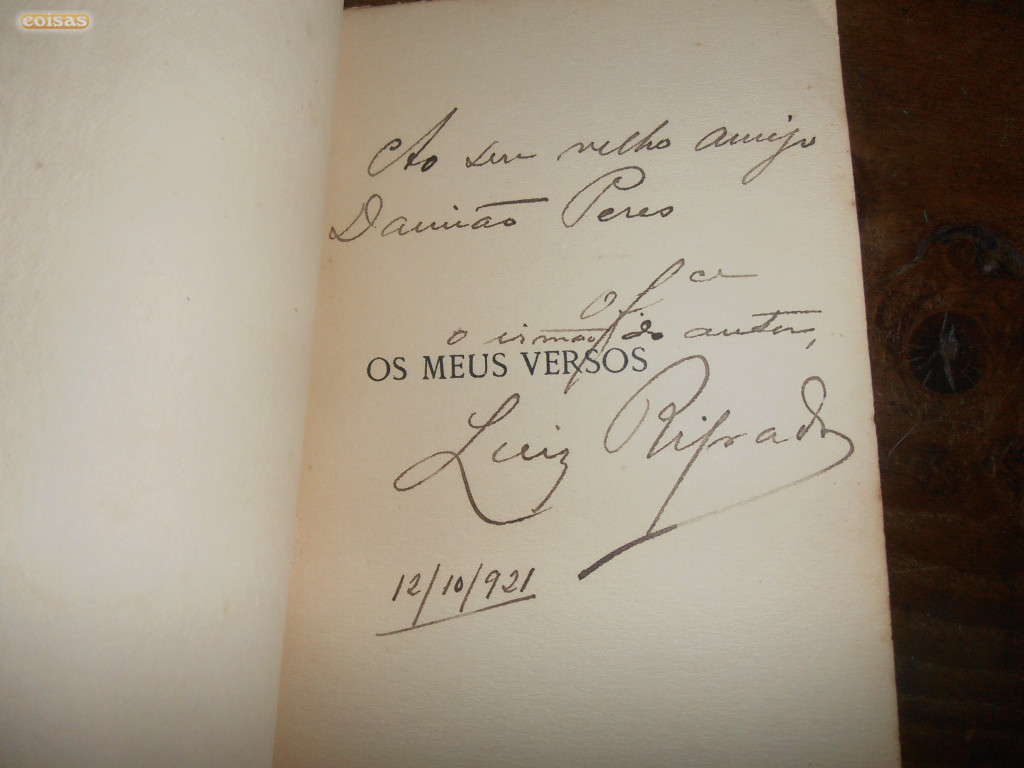 coisas
Ao seu velho amigo
Damião Peres
Of.ce
o irmão do autor,
OS MEUS VERSOS
Luiz
12/10/921